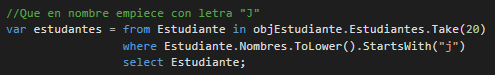 //Que en nombre empiece con letra "J"
var estudantes = from Estudiante in objEstudiante.Estudiantes.Take(20)
where Estudiante.Nombres.ToLower().StartsWith("j")
select Estudiante;